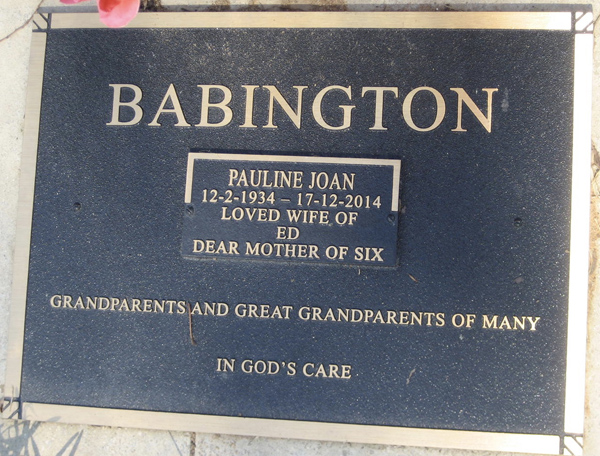 BABINGTON
PAULINE JOAN
12-2-1934 – 17-12-2014
LOVED WIFE OF
ED
DEAR MOTHER OF SIX
GRANDPARENTS AND GREAT GRANDPARENTS OF MANY
IN GOD'S CARE